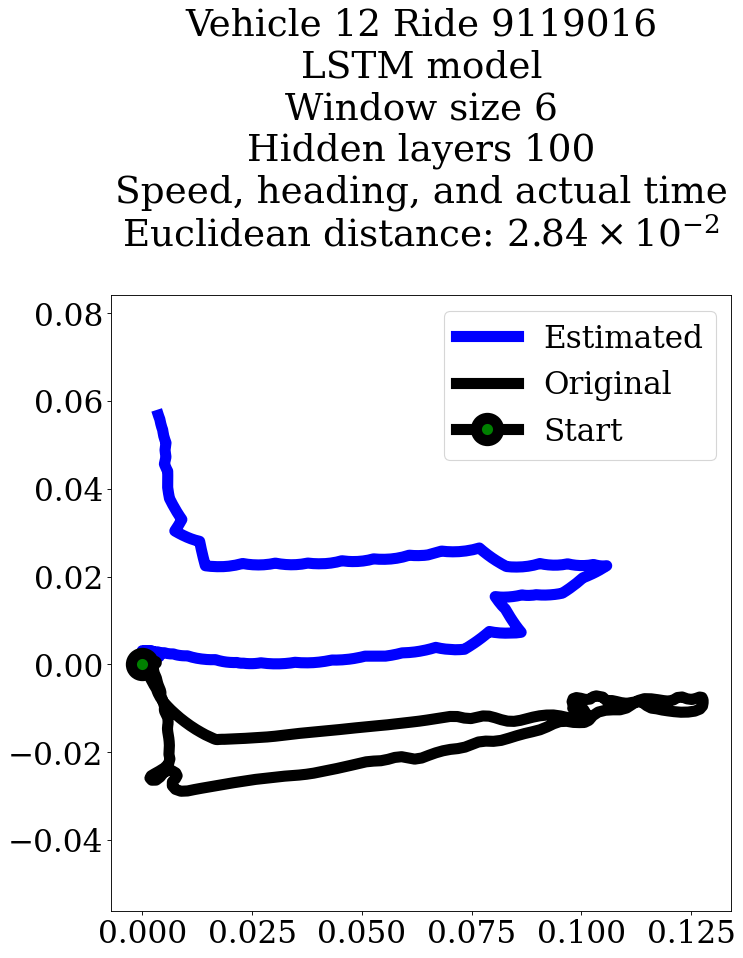 Vehicle 12 Ride 9119016
LSTM model
Window size 6
Hidden layers 100
Speed, heading, and actual time
Euclidean distance: 2.84 × 10⁻²
0.08
0.06
0.04
0.02
0.00
−0.02
−0.04
Estimated
Original
Start
0.000 0.025 0.050 0.075 0.100 0.125